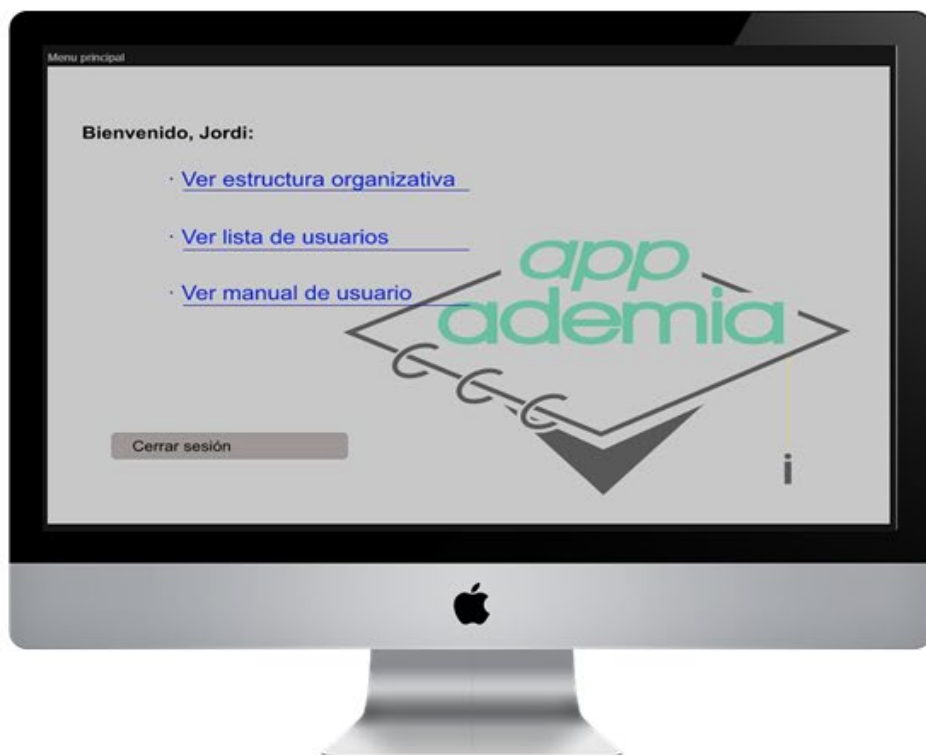 Menu principal
Bienvenido, Jordi:
· Ver estructura organizativa
· Ver lista de usuarios
· Ver manual de usuario
app
ademia
CCC
i
Cerrar sesión